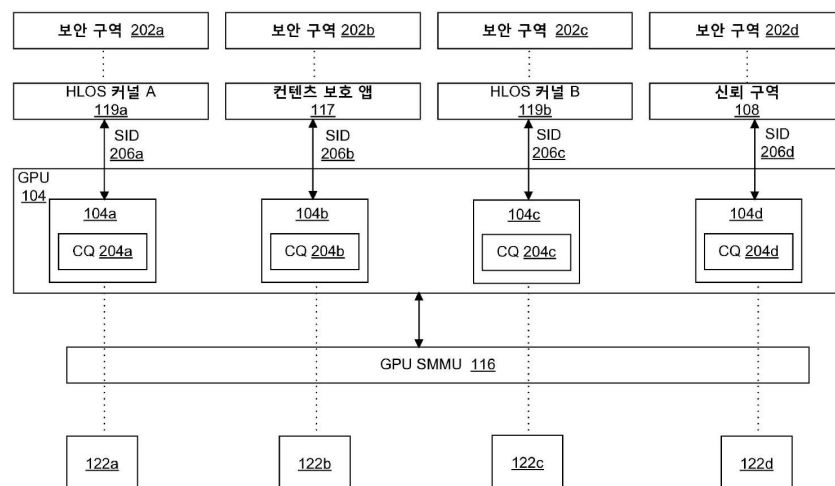 보안 구역 202a
보안 구역 202b
보안 구역 202c
보안 구역 202d
HLOS 커널 A
119a
컨텐츠 보호 앱
117
HLOS 커널 B
119b
신뢰 구역
108
SID
206a
SID
206b
SID
206c
SID
206d
GPU
104
104a
104b
104c
104d
CQ 204a
CQ 204b
CQ 204c
CQ 204d
GPU SMMU 116
122a
122b
122c
122d